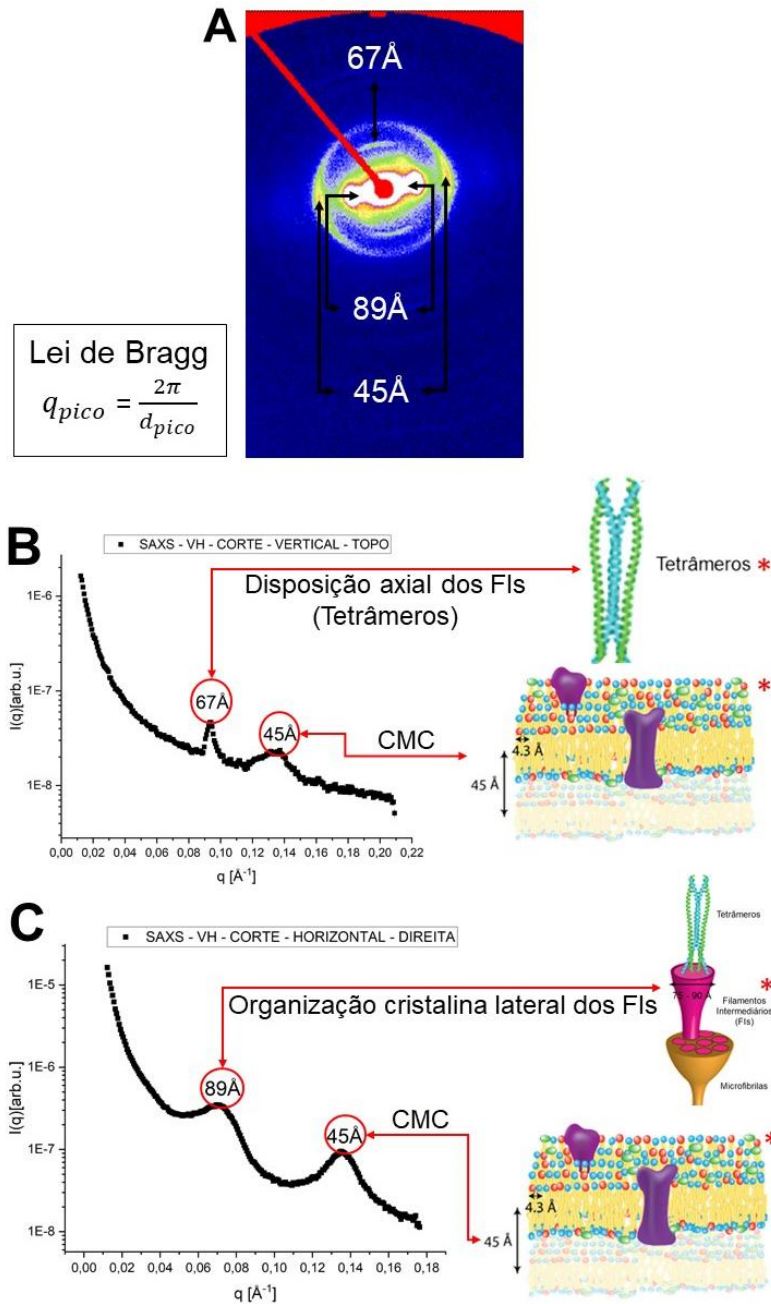 A
67Å
89Å
45Å
Lei de Bragg
q_pico = 2π / d_pico
B
SAXS - VH - CORTE - VERTICAL - TOPO
1E-6
1E-7
1E-8
I(q)[arb.u.]
67Å
45Å
0,00 0,02 0,04 0,06 0,08 0,10 0,12 0,14 0,16 0,18 0,20 0,22
q [Å⁻¹]
Disposição axial dos FIs
(Tetrâmeros)
CMC
Tetrâmeros *
*
4.3 Å
45 Å
C
SAXS - VH - CORTE - HORIZONTAL - DIREITA
1E-5
1E-6
1E-7
1E-8
I(q)[arb.u.]
89Å
45Å
0,00 0,02 0,04 0,06 0,08 0,10 0,12 0,14 0,16 0,18
q [Å⁻¹]
Organização cristalina lateral dos FIs
CMC
Tetrâmeros
*
75 - 90 Å
Filamentos
Intermediários
(FIs)
Microfibrilas
*
4.3 Å
45 Å